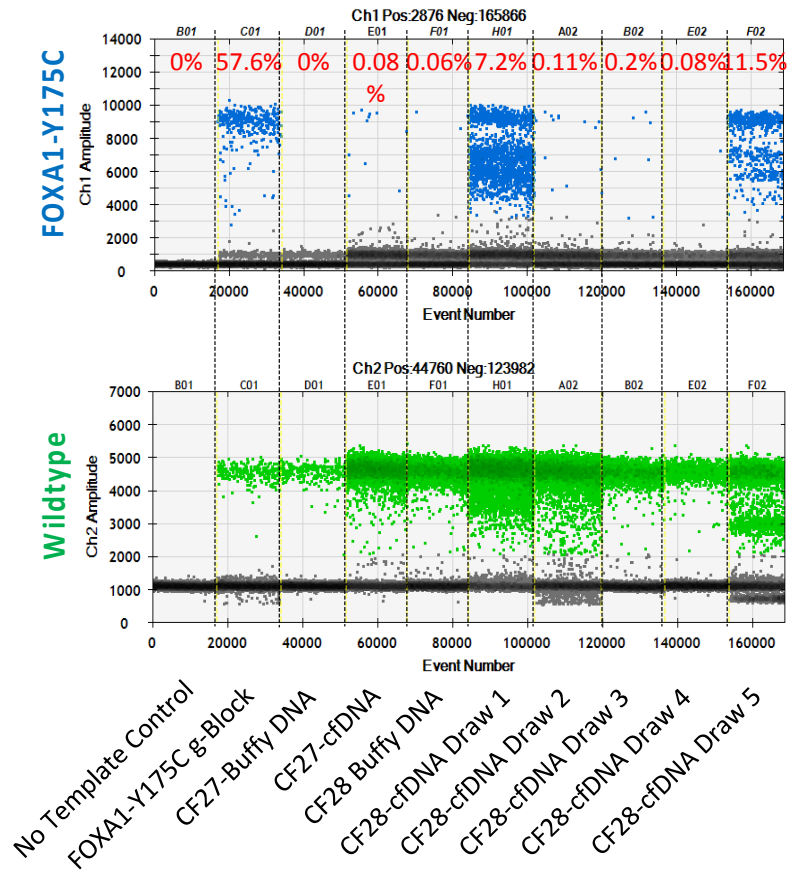 Ch1 Pos:2876 Neg:165866
B01 C01 D01 E01 F01 H01 A02 B02 E02 F02
0% 57.6% 0% 0.08 % 0.06% 7.2% 0.11% 0.2% 0.08% 11.5%
FOXA1-Y175C
Ch1 Amplitude
14000
12000
10000
8000
6000
4000
2000
0
0 20000 40000 60000 80000 100000 120000 140000 160000
Event Number
Ch2 Pos:44760 Neg:123982
B01 C01 D01 E01 F01 H01 A02 B02 E02 F02
Wildtype
Ch2 Amplitude
7000
6000
5000
4000
3000
2000
1000
0
0 20000 40000 60000 80000 100000 120000 140000 160000
Event Number
No Template Control
FOXA1-Y175C g-Block
CF27-Buffy DNA
CF27-cfDNA
CF28 Buffy DNA
CF28-cfDNA Draw 1
CF28-cfDNA Draw 2
CF28-cfDNA Draw 3
CF28-cfDNA Draw 4
CF28-cfDNA Draw 5